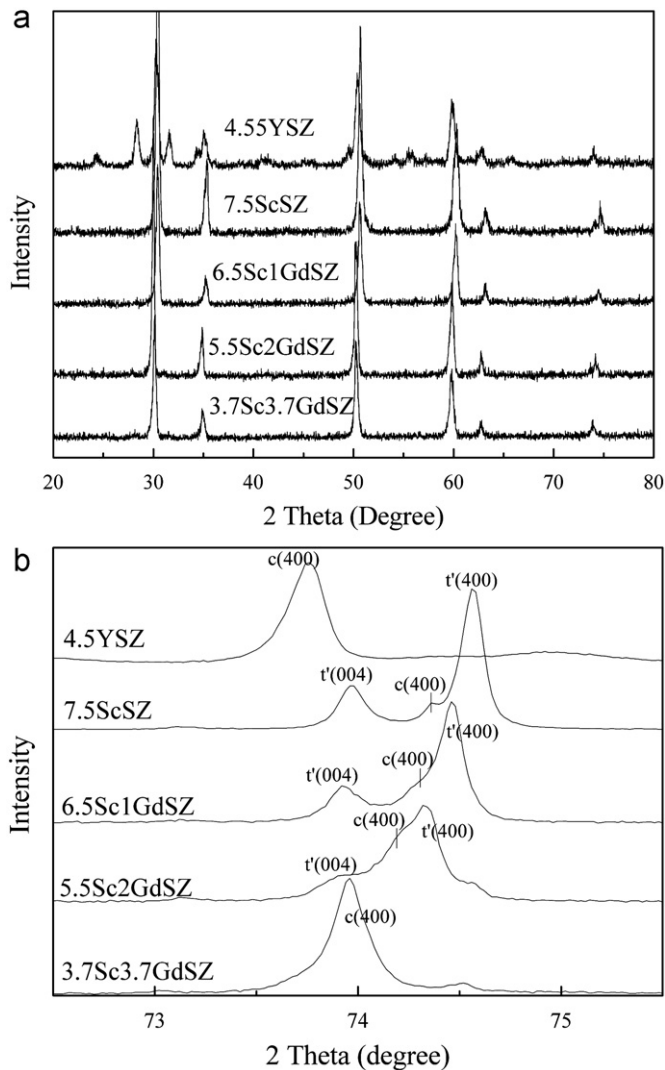 a
4.55YSZ
7.5ScSZ
6.5Sc1GdSZ
5.5Sc2GdSZ
3.7Sc3.7GdSZ
Intensity
20 30 40 50 60 70 80
2 Theta (Degree)
b
c(400)
t'(400)
4.5YSZ
t'(004)
c(400)
7.5ScSZ
t'(400)
c(400)
t'(004)
6.5Sc1GdSZ
c(400)
t'(400)
t'(004)
5.5Sc2GdSZ
c(400)
3.7Sc3.7GdSZ
Intensity
73 74 75
2 Theta (degree)